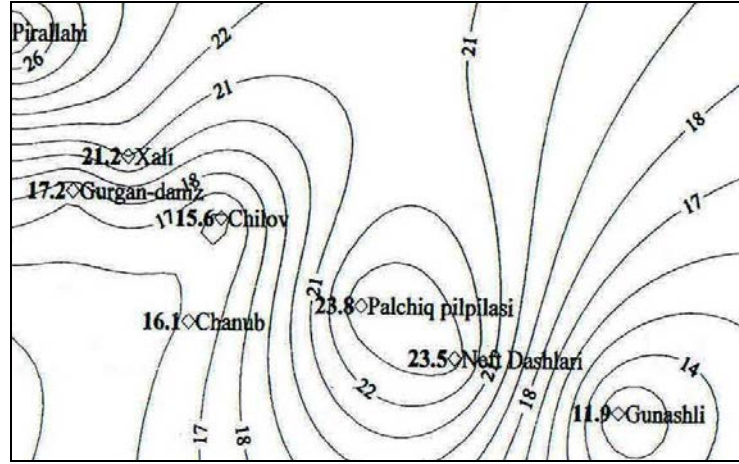 Pirallahi
22
21
26
21
18
21.2 Xali
17.2 Gurgan-damz
18
17
17
15.6 Chilov
21
23.8 Palchiq pilpilasi
16.1 Chanub
23.5 Neft Dashlari
14
22
18
11.9 Gunashli
17
18